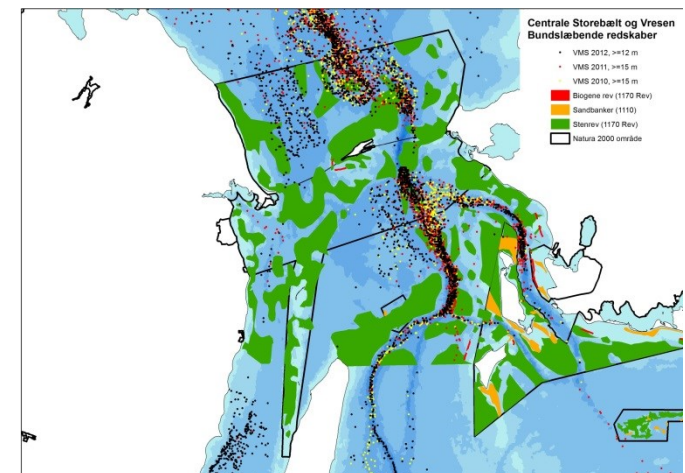 Centrale Storebælt og Vresen
Bundslæbende redskaber
VMS 2012, >=12 m
VMS 2011, >=15 m
VMS 2010, >=15 m
Biogene rev (1170 Rev)
Sandbanker (1110)
Stenrev (1170 Rev)
Natura 2000 område